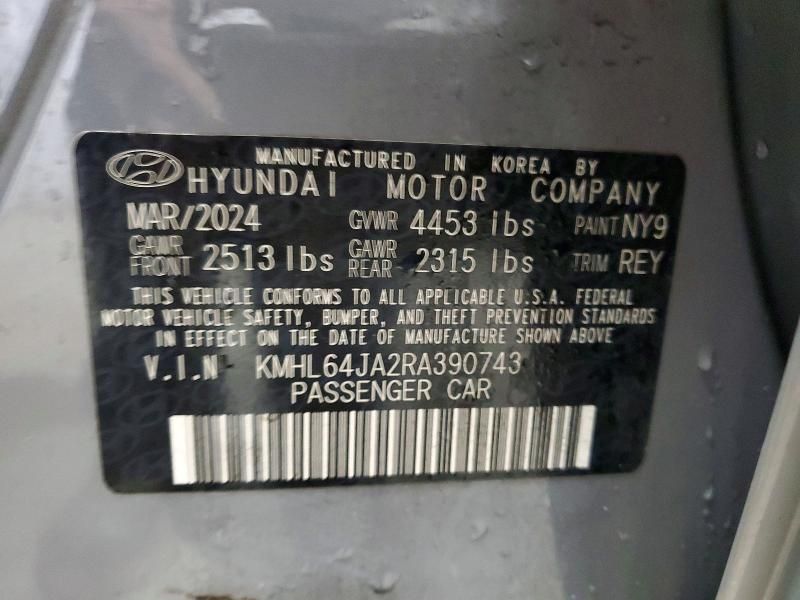 MANUFACTURED IN KOREA BY
HYUNDAI MOTOR COMPANY
MAR/2024 GVWR 4453 lbs PAINT NY9
GAWR FRONT 2513 lbs GAWR REAR 2315 lbs TRIM REY
THIS VEHICLE CONFORMS TO ALL APPLICABLE U.S.A. FEDERAL
MOTOR VEHICLE SAFETY, BUMPER, AND THEFT PREVENTION STANDARDS
IN EFFECT ON THE DATE OF MANUFACTURE SHOWN ABOVE
V.I.N KMHL64JA2RA390743
PASSENGER CAR